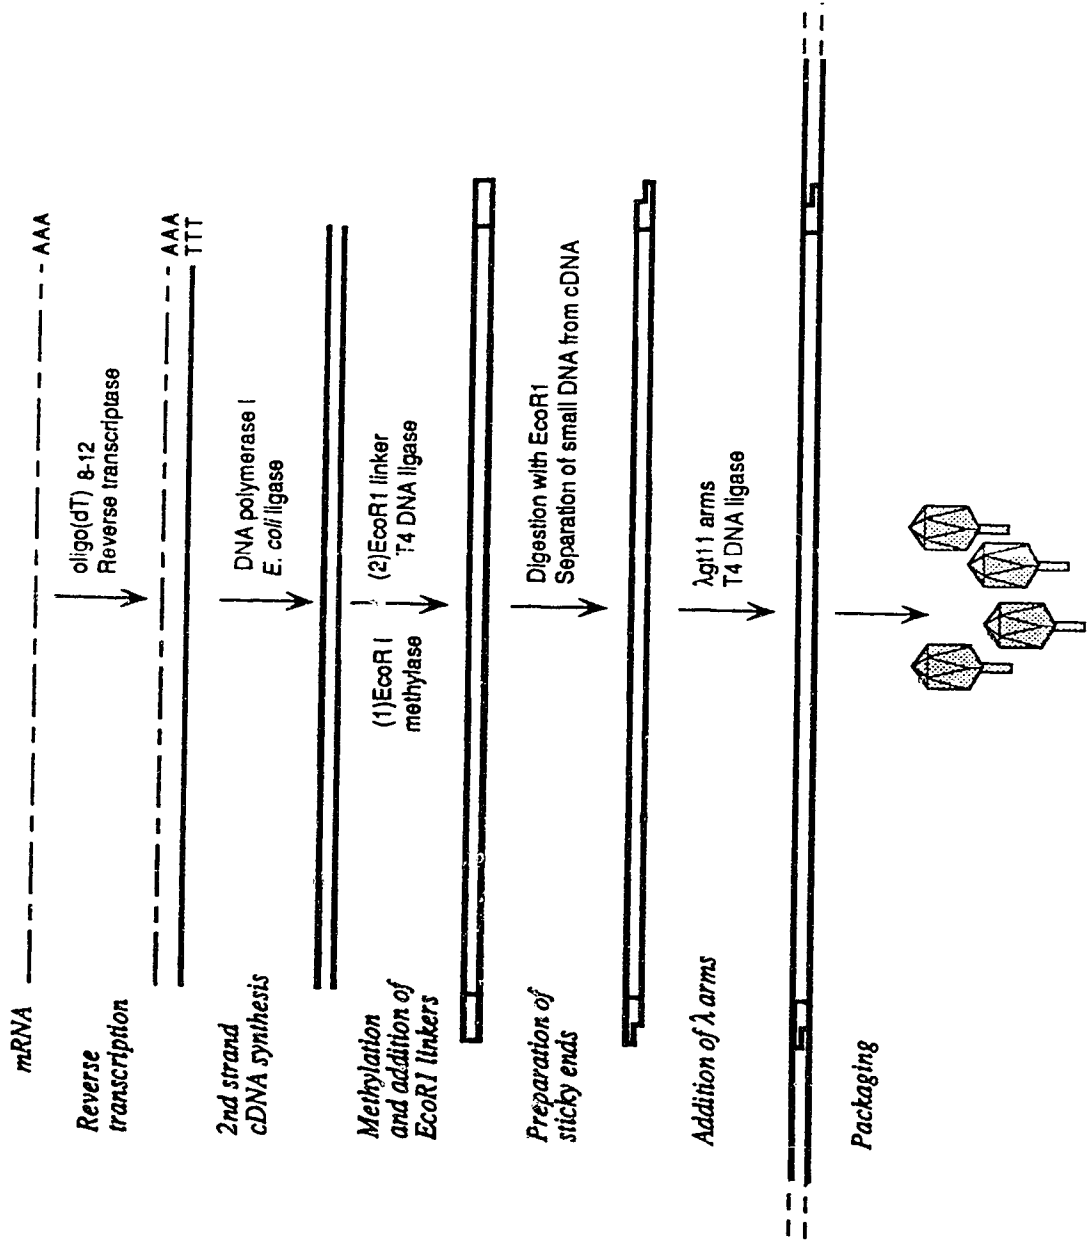 mRNA
AAA
Reverse
transcription
oligo(dT) 8-12
Reverse transcriptase
AAA
TTT
2nd strand
cDNA synthesis
DNA polymerase I
E. coli ligase
Methylation
and addition of
EcoR1 linkers
(1)EcoR I
methylase
(2)EcoR1 linker
T4 DNA ligase
Preparation of
sticky ends
Digestion with EcoR1
Separation of small DNA from cDNA
Addition of λ arms
λgt11 arms
T4 DNA ligase
Packaging